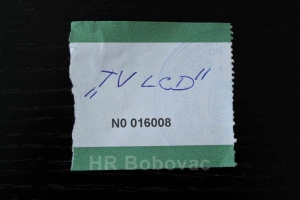 „TV LCD"
N0 016008
HR Bobovac